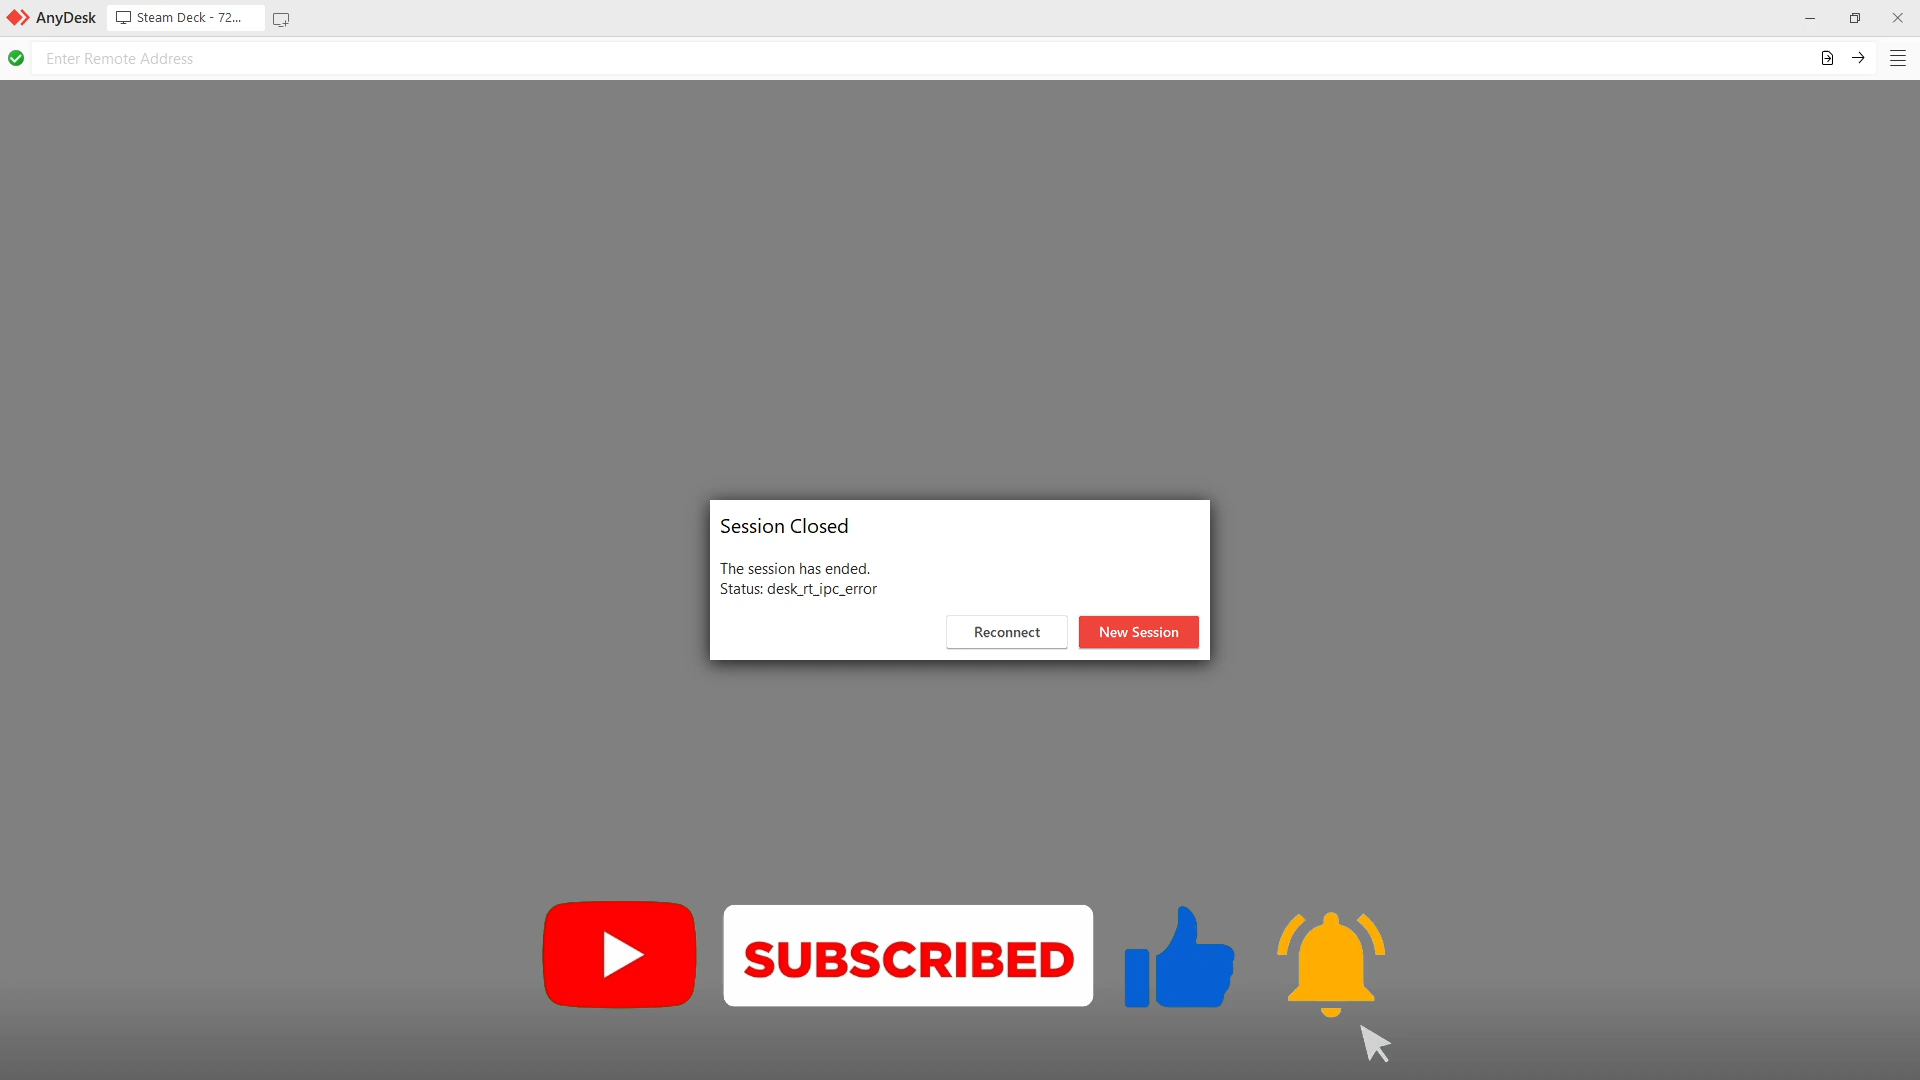 AnyDesk
Steam Deck - 72...
Enter Remote Address
Session Closed
The session has ended.
Status: desk_rt_ipc_error
Reconnect
New Session
SUBSCRIBED